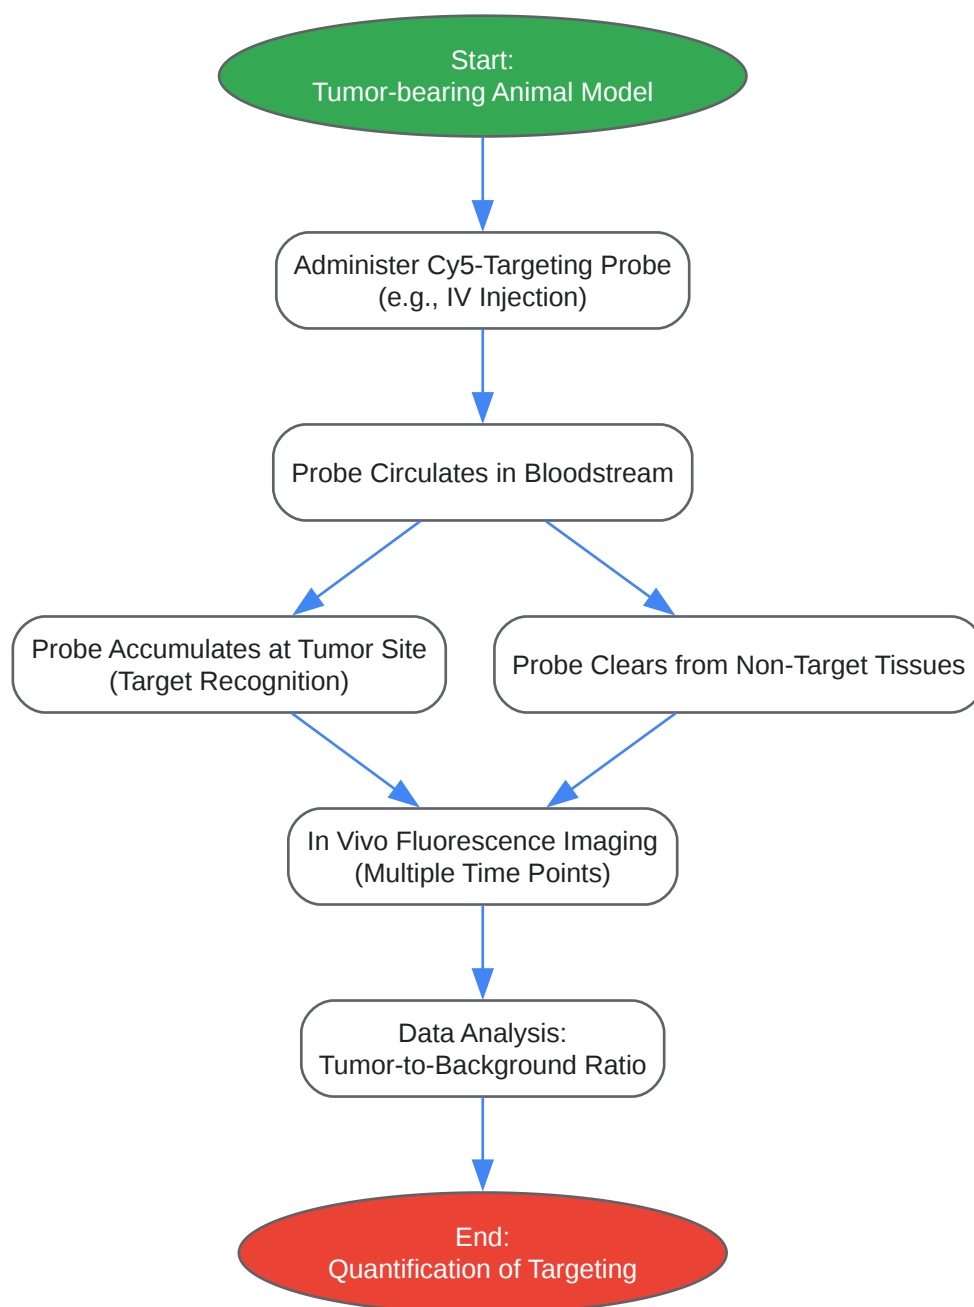 Start:
Tumor-bearing Animal Model
Administer Cy5-Targeting Probe
(e.g., IV Injection)
Probe Circulates in Bloodstream
Probe Accumulates at Tumor Site
(Target Recognition)
Probe Clears from Non-Target Tissues
In Vivo Fluorescence Imaging
(Multiple Time Points)
Data Analysis:
Tumor-to-Background Ratio
End:
Quantification of Targeting